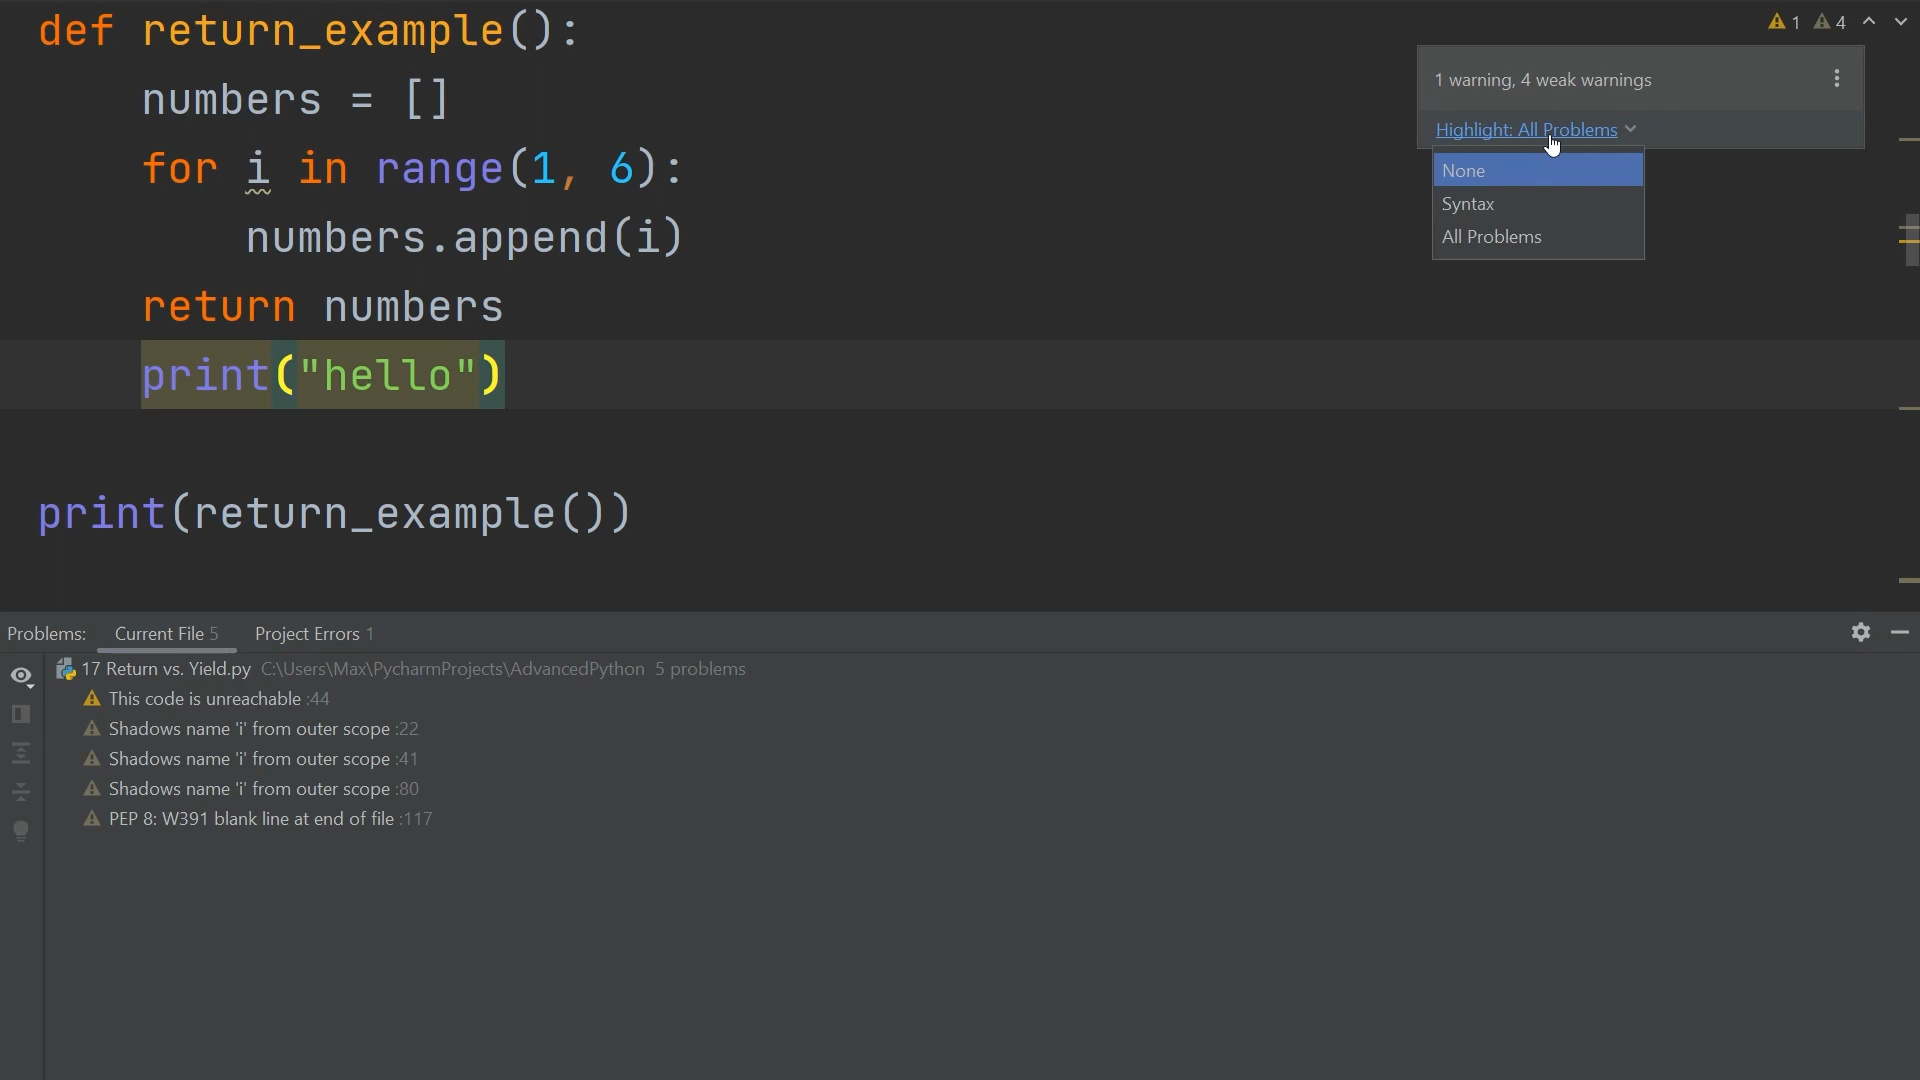 def return_example():
    numbers = []
    for i in range(1, 6):
        numbers.append(i)
    return numbers
    print("hello")
print(return_example())
1 4
1 warning, 4 weak warnings
Highlight: All Problems
None
Syntax
All Problems
Problems: Current File 5 Project Errors 1
17 Return vs. Yield.py C:\Users\Max\PycharmProjects\AdvancedPython 5 problems
This code is unreachable :44
Shadows name 'i' from outer scope :22
Shadows name 'i' from outer scope :41
Shadows name 'i' from outer scope :80
PEP 8: W391 blank line at end of file :117